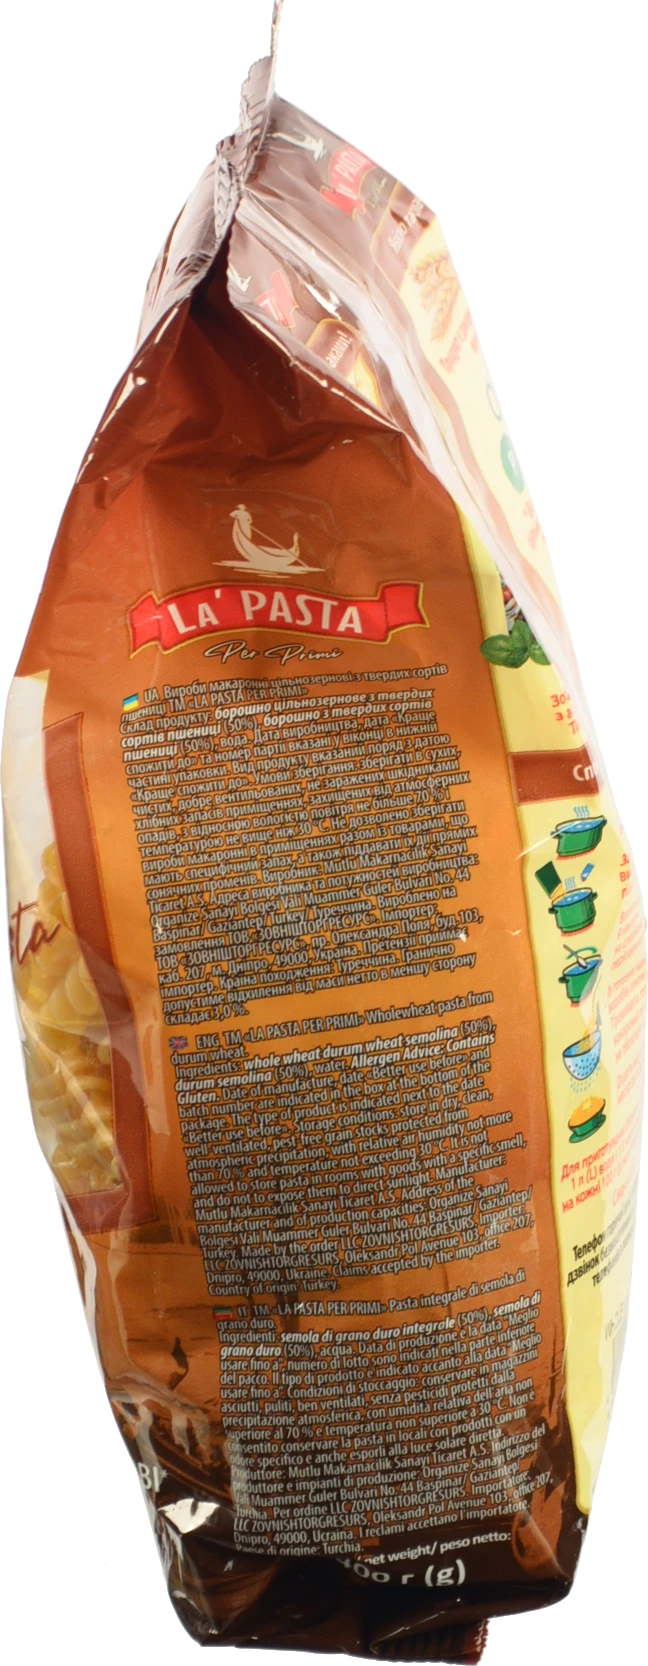 LA' PASTA
Per Primi
UA Вироби макаронні цільнозернові з твердих сортів
пшениці ТМ «LA PASTA PER PRIMI»
Склад продукту: борошно цільнозернове з твердих
сортів пшениці (50%), борошно з твердих сортів
пшениці (50%), вода. Дата виробництва, дата «Краще
спожити до» та номер партії вказані у віконці в нижній
частині упаковки. Вид продукту вказаний поряд з датою
«Краще спожити до». Умови зберігання: зберігати в сухих,
чистих, добре вентильованих, не заражених шкідниками
хлібних запасів приміщеннях, захищених від атмосферних
опадів, з відносною вологістю повітря не більше 70 % і
температурою не вище ніж 30 °С. Не дозволено зберігати
вироби макаронні в приміщеннях разом із товарами, що
мають специфічний запах, а також піддавати їх дії прямих
сонячних променів. Виробник: Mutlu Makarnacilik Sanayi
Ticaret A.S. Адреса виробника та потужностей виробництва:
Organize Sanayi Bolgesi Vali Muammer Guler Bulvari No. 44
Baspinar/ Gaziantep/ Turkey/ Туреччина. Вироблено на
замовлення ТОВ «ЗОВНІШТОРГРЕСУРС». Імпортер:
ТОВ «ЗОВНІШТОРГРЕСУРС», пр. Олександра Поля, буд. 103,
каб. 207, м. Дніпро, 49000, Україна. Претензії приймає
імпортер. Країна походження: Туреччина. Гранично
допустиме відхилення від маси нетто в меншу сторону
складає 3,0 %.
ENG TM «LA PASTA PER PRIMI» Wholewheat pasta from
durum wheat.
Ingredients: whole wheat durum wheat semolina (50%),
durum semolina (50%), water. Allergen Advice: Contains
Gluten. Date of manufacture, date «Better use before» and
batch number are indicated in the box at the bottom of the
package. The type of product is indicated next to the date
«Better use before». Storage conditions: store in dry, clean,
well-ventilated, pest-free grain stocks protected from
atmospheric precipitation, with relative air humidity not more
than 70 % and temperature not exceeding 30 °C. It is not
allowed to store pasta in rooms with goods with a specific smell,
and do not to expose them to direct sunlight. Manufacturer:
Mutlu Makarnacilik Sanayi Ticaret A.S. Address of the
manufacturer and of production capacities: Organize Sanayi
Bolgesi Vali Muammer Guler Bulvari No. 44 Baspinar/ Gaziantep/
Turkey. Made by the order LLC ZOVNISHTORGRESURS. Importer:
LLC ZOVNISHTORGRESURS, Oleksandr Pol Avenue 103, office 207,
Dnipro, 49000, Ukraine. Claims accepted by the importer.
Country of origin: Turkey.
IT TM «LA PASTA PER PRIMI» Pasta integrale di semola di
grano duro.
Ingredienti: semola di grano duro integrale (50%), semola di
grano duro (50%), acqua. Data di produzione e la data "Meglio
usare fino a", numero di lotto sono indicati nella parte inferiore
del pacco. Il tipo di prodotto è indicato accanto alla data "Meglio
usare fino a". Condizioni di stoccaggio: conservare in magazzini
asciutti, puliti, ben ventilati, senza pesticidi protetti dalla
precipitazione atmosferica, con umidità relativa dell'aria non
superiore al 70 % e temperatura non superiore a 30 °C. Non è
consentito conservare la pasta in locali con prodotti con un
odore specifico e anche esporli alla luce solare diretta.
Produttore: Mutlu Makarnacilik Sanayi Ticaret A.S. Indirizzo del
produttore e impianti di produzione: Organize Sanayi Bolgesi
Vali Muammer Guler Bulvari No. 44 Baspinar/ Gaziantep/
Turchia. Per ordine LLC ZOVNISHTORGRESURS. Importatore:
LLC ZOVNISHTORGRESURS, Oleksandr Pol Avenue 103, office 207,
Dnipro, 49000, Ucraina. I reclami accettano l'importatore.
Paese di origine: Turchia.
net weight/ peso netto:
400 г (g)